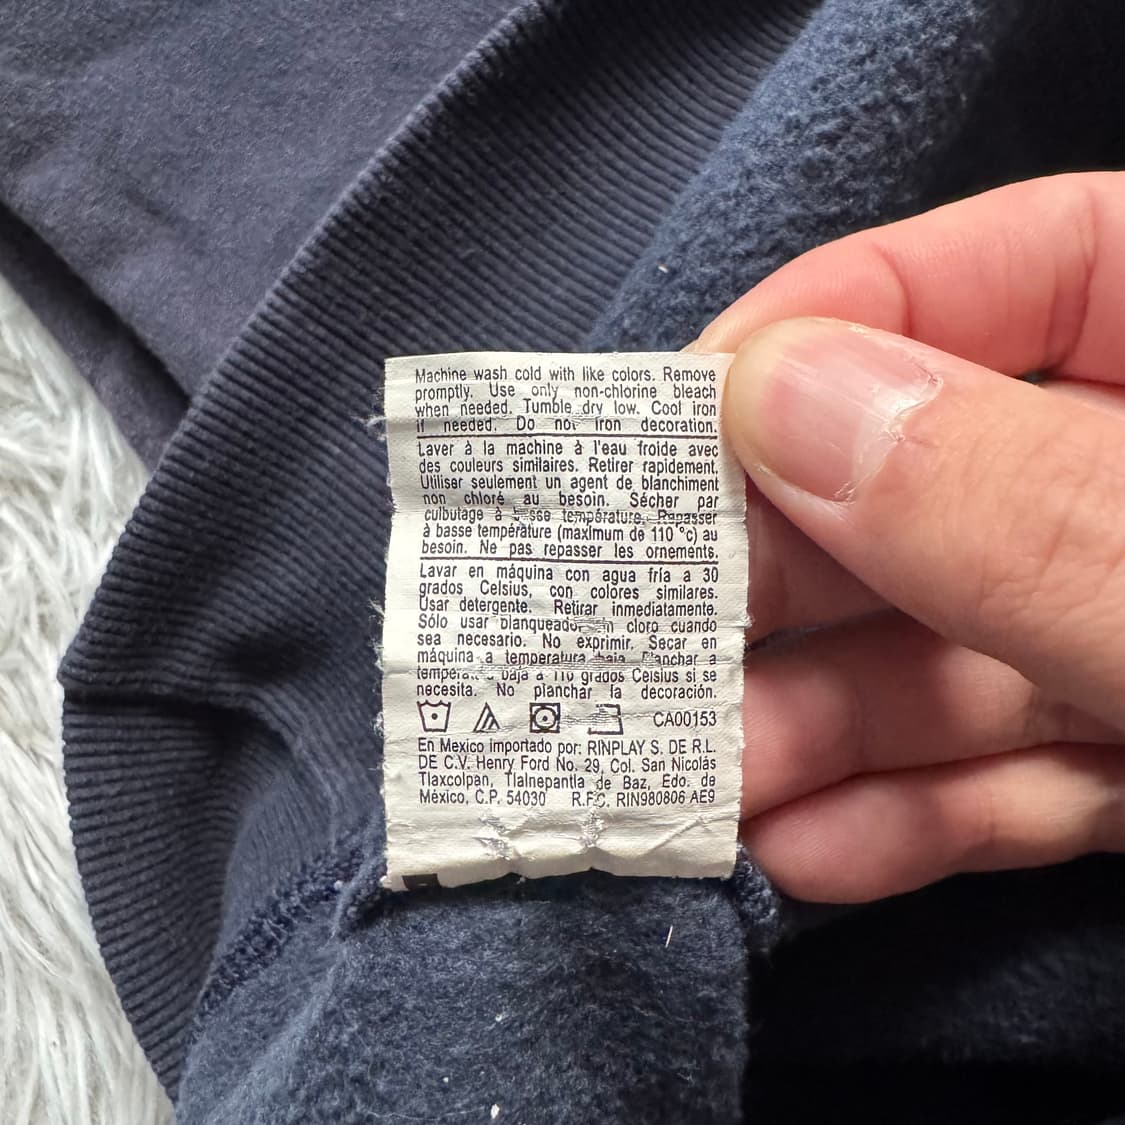 Machine wash cold with like colors. Remove
promptly. Use only non-chlorine bleach
when needed. Tumble dry low. Cool iron
if needed. Do not iron decoration.
Laver à la machine à l'eau froide avec
des couleurs similaires. Retirer rapidement.
Utiliser seulement un agent de blanchiment
non chloré au besoin. Sécher par
culbutage à basse température. Repasser
à basse température (maximum de 110 °c) au
besoin. Ne pas repasser les ornements.
Lavar en máquina con agua fría a 30
grados Celsius, con colores similares.
Usar detergente. Retirar inmediatamente.
Sólo usar cloro cuando
sea necesario. No exprimir. Secar en
máquina a temperatura baja. Planchar a
baja a 110 grados Celsius si se
necesita. No planchar la decoración.
CA00153
En Mexico importado por: RINPLAY S. DE R.L.
DE C.V. Henry Ford No. 29, Col. San Nicolás
Tlaxcolpan, Tlalnepantla de Baz, Edo. de
México, C.P. 54030 R.F.C. RIN980806 AE9